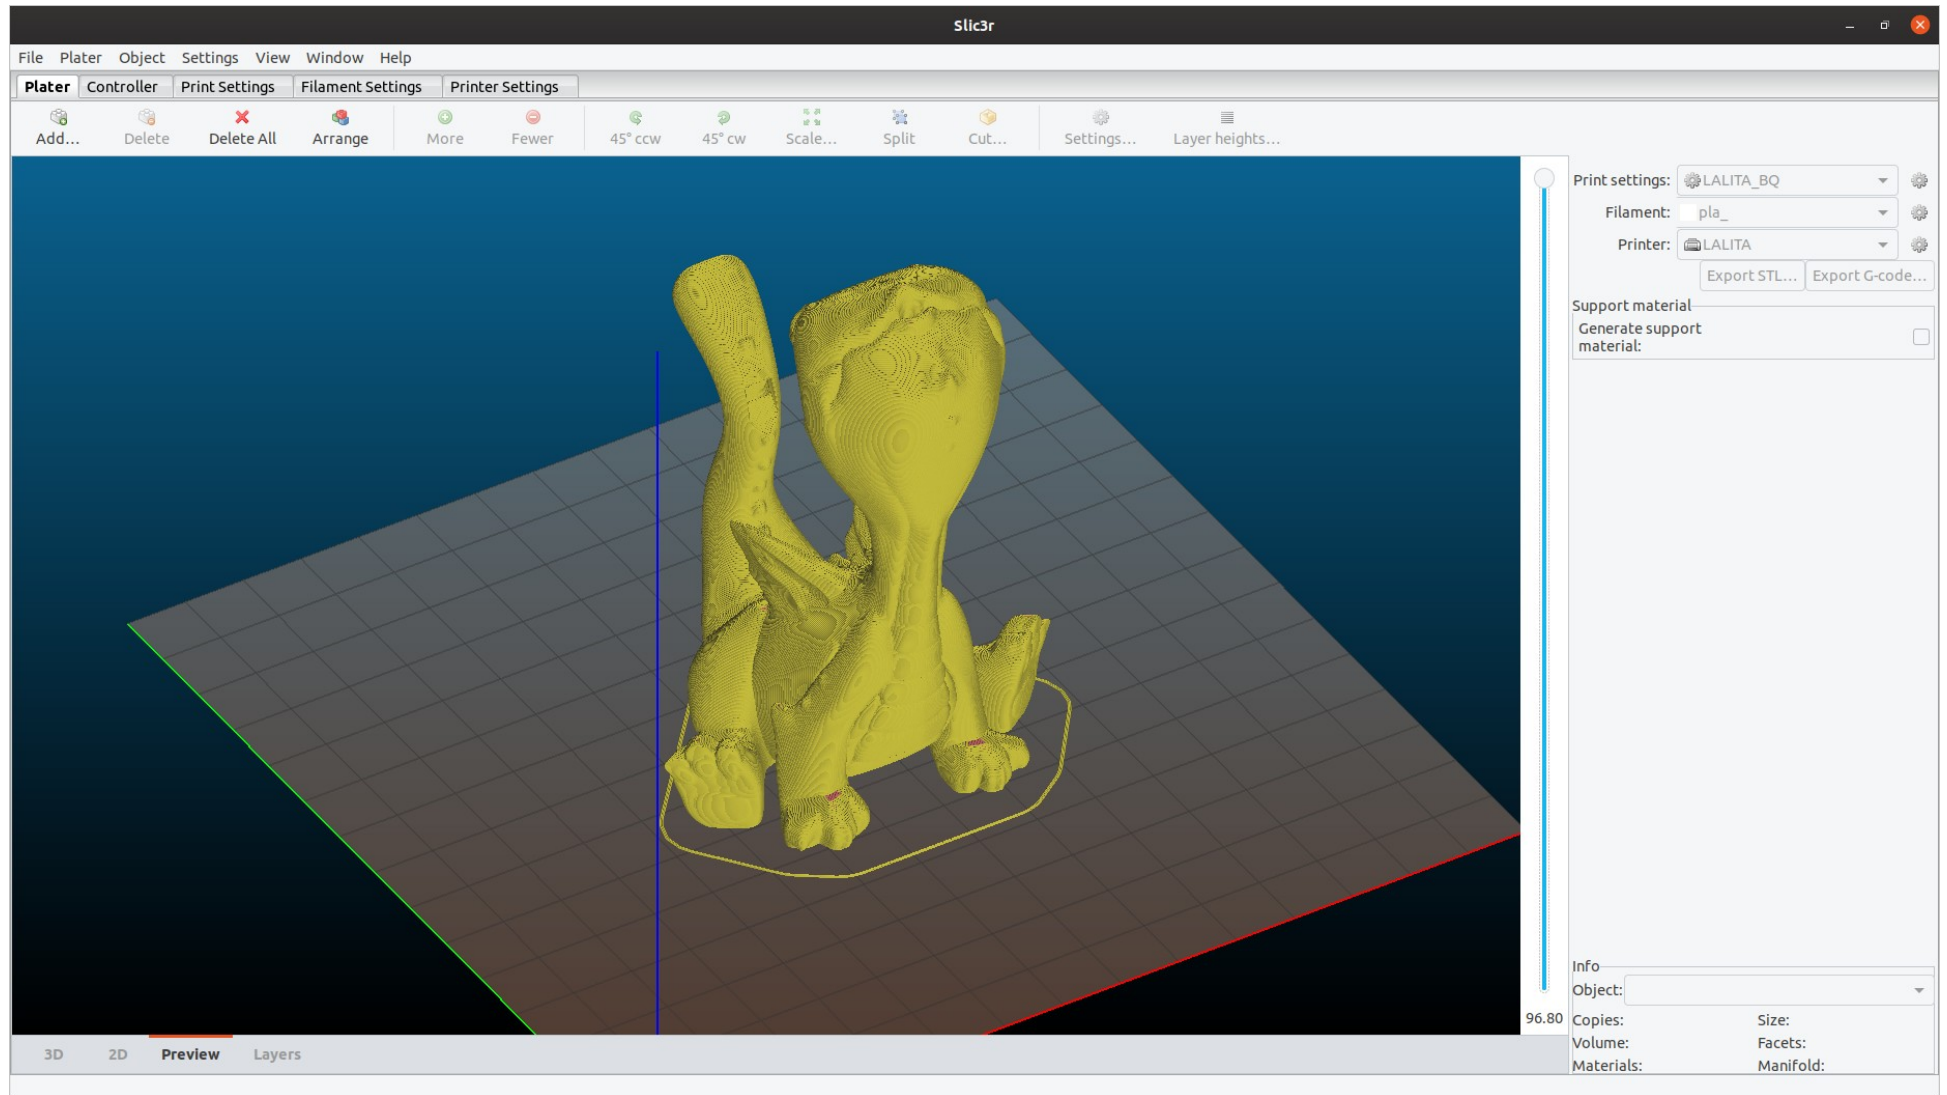 Slic3r
File Plater Object Settings View Window Help
Plater Controller Print Settings Filament Settings Printer Settings
Add... Delete Delete All Arrange More Fewer 45° ccw 45° cw Scale... Split Cut... Settings... Layer heights...
Print settings: LALITA_BQ
Filament: pla_
Printer: LALITA
Export STL... Export G-code...
Support material
Generate support
material:
Info
Object:
96.80
Copies: Size:
Volume: Facets:
Materials: Manifold:
3D 2D Preview Layers